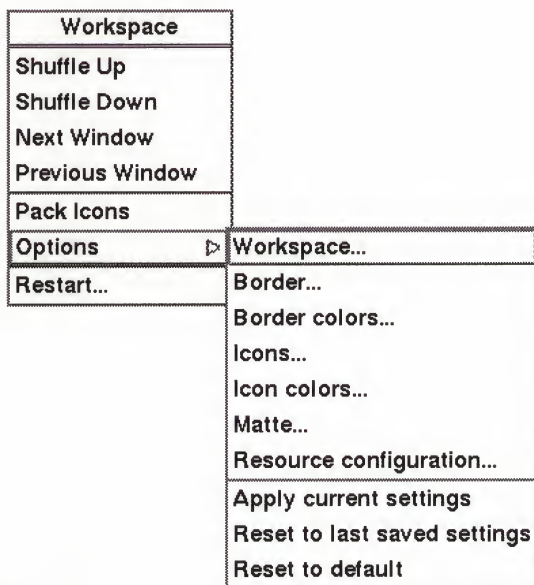 Workspace
Shuffle Up
Shuffle Down
Next Window
Previous Window
Pack Icons
Options
Restart...
Workspace...
Border...
Border colors...
Icons...
Icon colors...
Matte...
Resource configuration...
Apply current settings
Reset to last saved settings
Reset to default